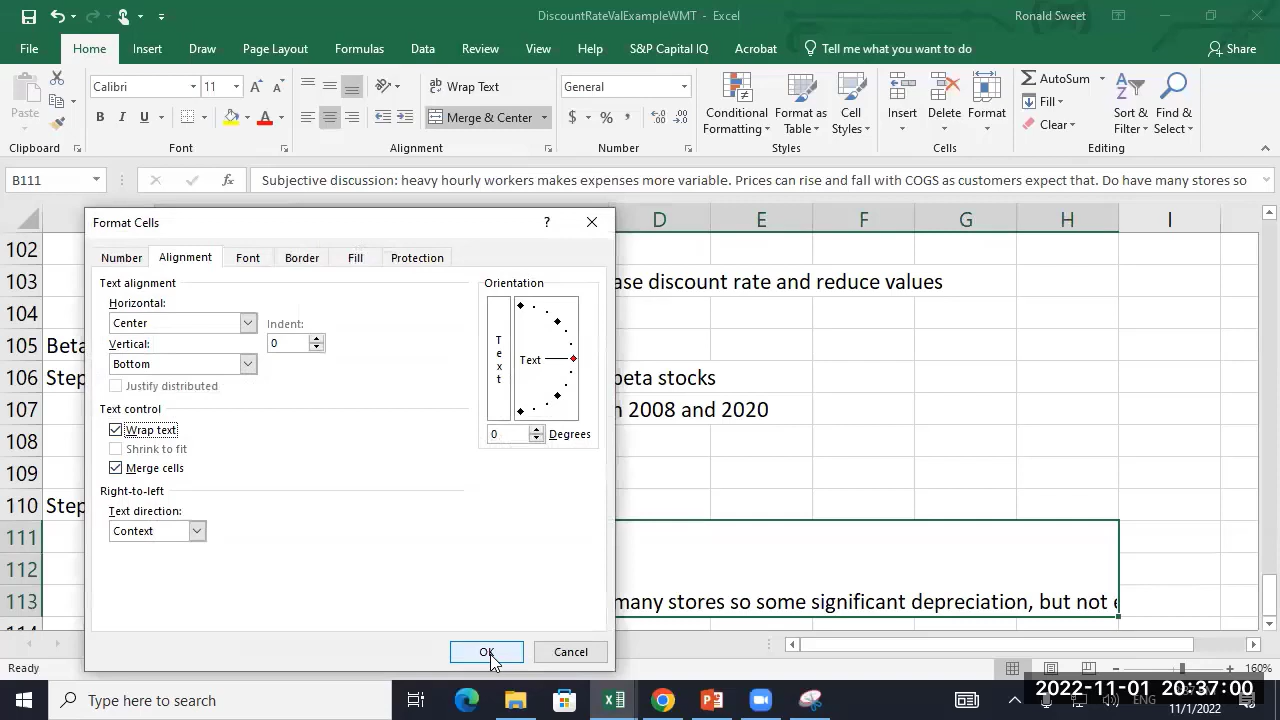 DiscountRateValExampleWMT - Excel
Ronald Sweet
File Home Insert Draw Page Layout Formulas Data Review View Help S&P Capital IQ Acrobat Tell me what you want to do Share
Paste
Calibri 11
B I U
Wrap Text
Merge & Center
General
$ % ,
Conditional Formatting
Format as Table
Cell Styles
Insert Delete Format
AutoSum
Fill
Clear
Sort & Filter
Find & Select
Clipboard Font Alignment Number Styles Cells Editing
B111 fx Subjective discussion: heavy hourly workers makes expenses more variable. Prices can rise and fall with COGS as customers expect that. Do have many stores so
D E F G H I
102
103 ase discount rate and reduce values
104
105 Beta
106 Step beta stocks
107 2008 and 2020
108
109
110 Step
111
112
113 many stores so some significant depreciation, but not e
Format Cells ?
Number Alignment Font Border Fill Protection
Text alignment
Horizontal:
Center
Indent:
0
Vertical:
Bottom
Justify distributed
Text control
Wrap text
Shrink to fit
Merge cells
Right-to-left
Text direction:
Context
Orientation
Text
Text
0 Degrees
OK Cancel
Ready
160%
Type here to search
2022-11-01 20:37:00
ENG
11/1/2022